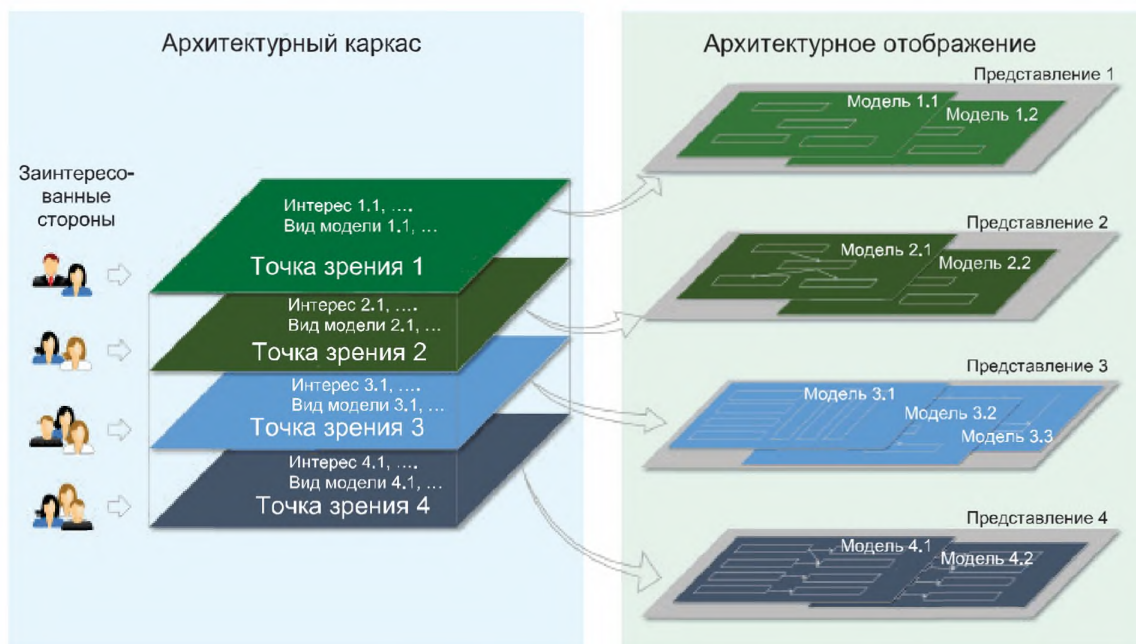 Архитектурный каркас
Заинтересо-
ванные
стороны
Интерес 1.1, ….
Вид модели 1.1, …
Точка зрения 1
Интерес 2.1, ….
Вид модели 2.1, …
Точка зрения 2
Интерес 3.1, ….
Вид модели 3.1, …
Точка зрения 3
Интерес 4.1, ….
Вид модели 4.1, …
Точка зрения 4
Архитектурное отображение
Представление 1
Модель 1.1
Модель 1.2
Представление 2
Модель 2.1
Модель 2.2
Представление 3
Модель 3.1
Модель 3.2
Модель 3.3
Представление 4
Модель 4.1
Модель 4.2